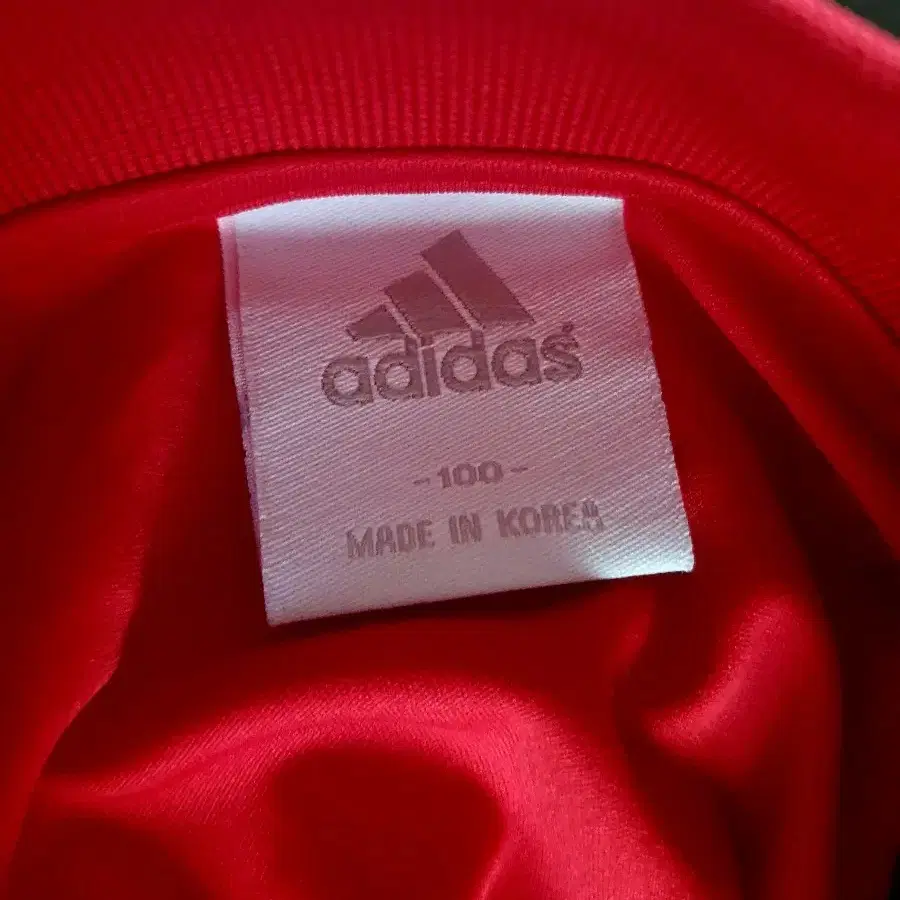 adidas
-100-
MADE IN KOREA